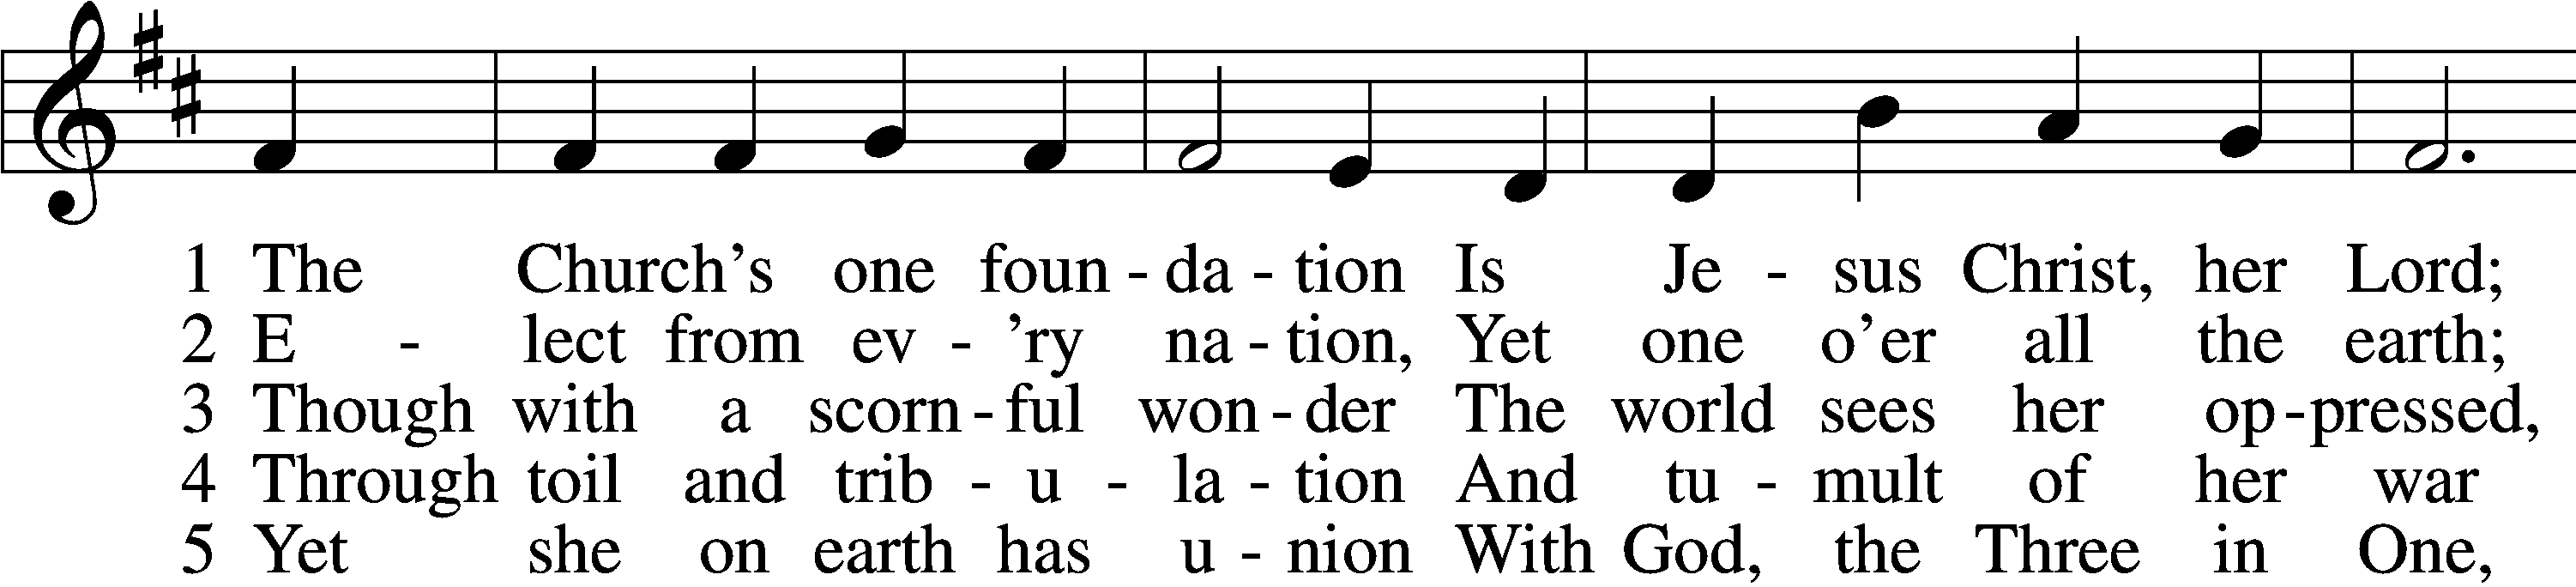 1 The Church's one foun - da - tion Is Je - sus Christ, her Lord;
2 E - lect from ev - 'ry na - tion, Yet one o'er all the earth;
3 Though with a scorn - ful won - der The world sees her op - pressed,
4 Through toil and trib - u - la - tion And tu - mult of her war
5 Yet she on earth has u - nion With God, the Three in One,